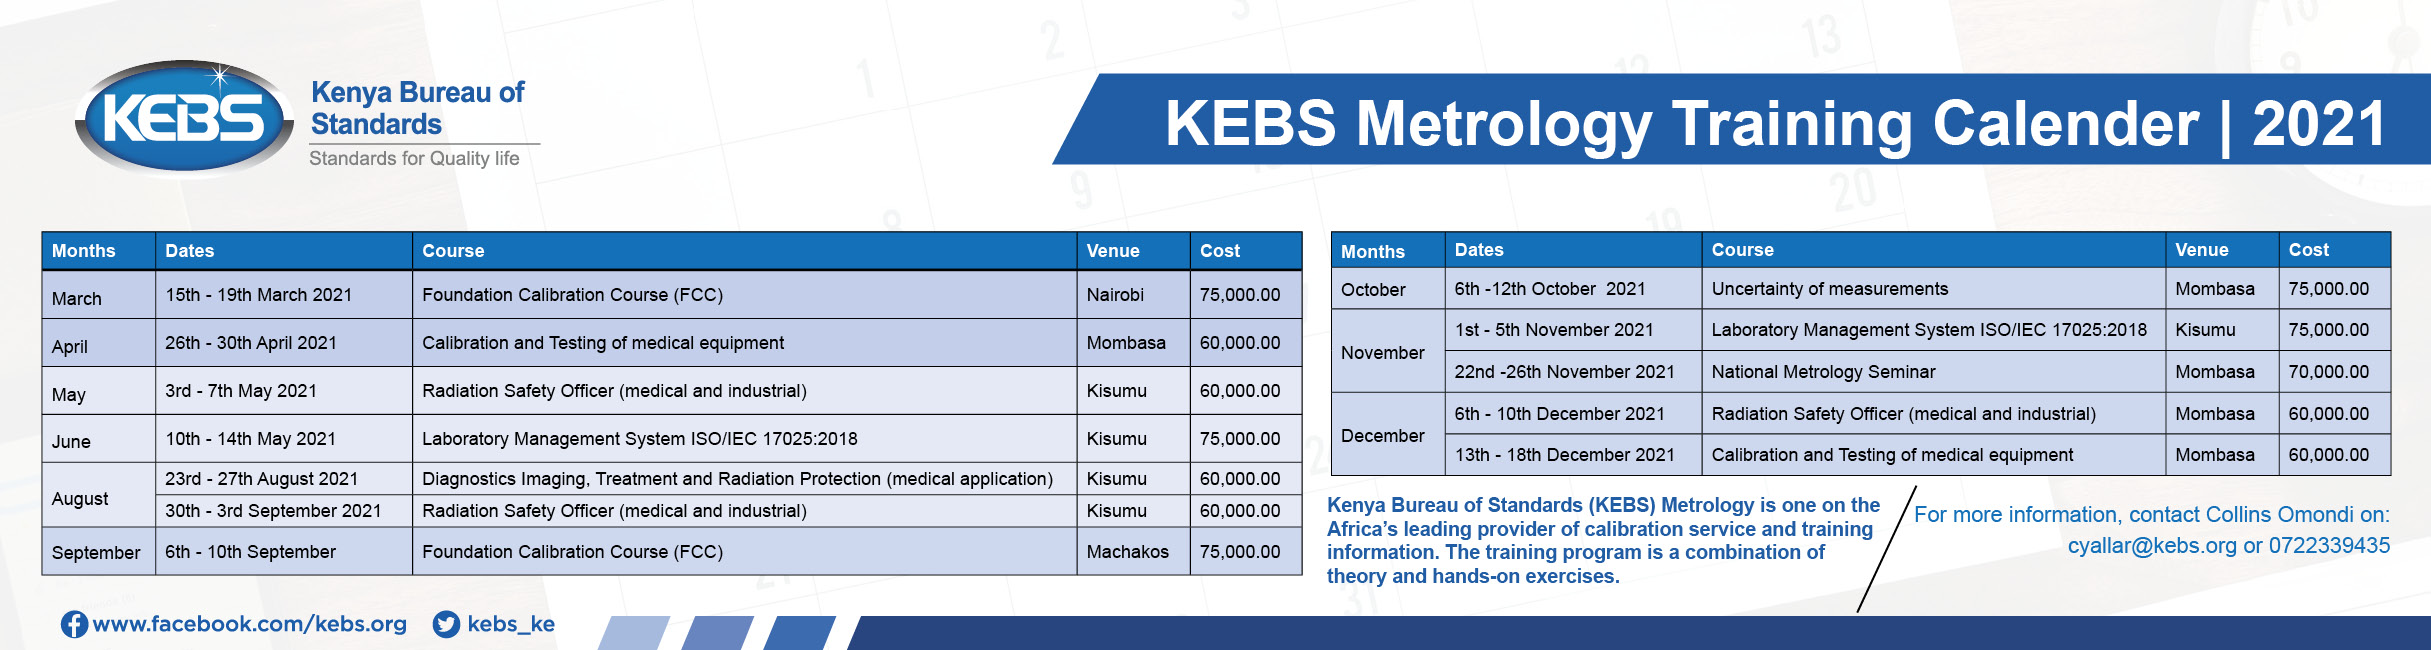 KEBS
Kenya Bureau of
Standards
Standards for Quality life
KEBS Metrology Training Calender | 2021
Months Dates Course Venue Cost
March 15th - 19th March 2021 Foundation Calibration Course (FCC) Nairobi 75,000.00
April 26th - 30th April 2021 Calibration and Testing of medical equipment Mombasa 60,000.00
May 3rd - 7th May 2021 Radiation Safety Officer (medical and industrial) Kisumu 60,000.00
June 10th - 14th May 2021 Laboratory Management System ISO/IEC 17025:2018 Kisumu 75,000.00
August 23rd - 27th August 2021 Diagnostics Imaging, Treatment and Radiation Protection (medical application) Kisumu 60,000.00
30th - 3rd September 2021 Radiation Safety Officer (medical and industrial) Kisumu 60,000.00
September 6th - 10th September Foundation Calibration Course (FCC) Machakos 75,000.00
Months Dates Course Venue Cost
October 6th -12th October 2021 Uncertainty of measurements Mombasa 75,000.00
November 1st - 5th November 2021 Laboratory Management System ISO/IEC 17025:2018 Kisumu 75,000.00
22nd -26th November 2021 National Metrology Seminar Mombasa 70,000.00
December 6th - 10th December 2021 Radiation Safety Officer (medical and industrial) Mombasa 60,000.00
13th - 18th December 2021 Calibration and Testing of medical equipment Mombasa 60,000.00
Kenya Bureau of Standards (KEBS) Metrology is one on the
Africa's leading provider of calibration service and training
information. The training program is a combination of
theory and hands-on exercises.
For more information, contact Collins Omondi on:
cyallar@kebs.org or 0722339435
www.facebook.com/kebs.org kebs_ke